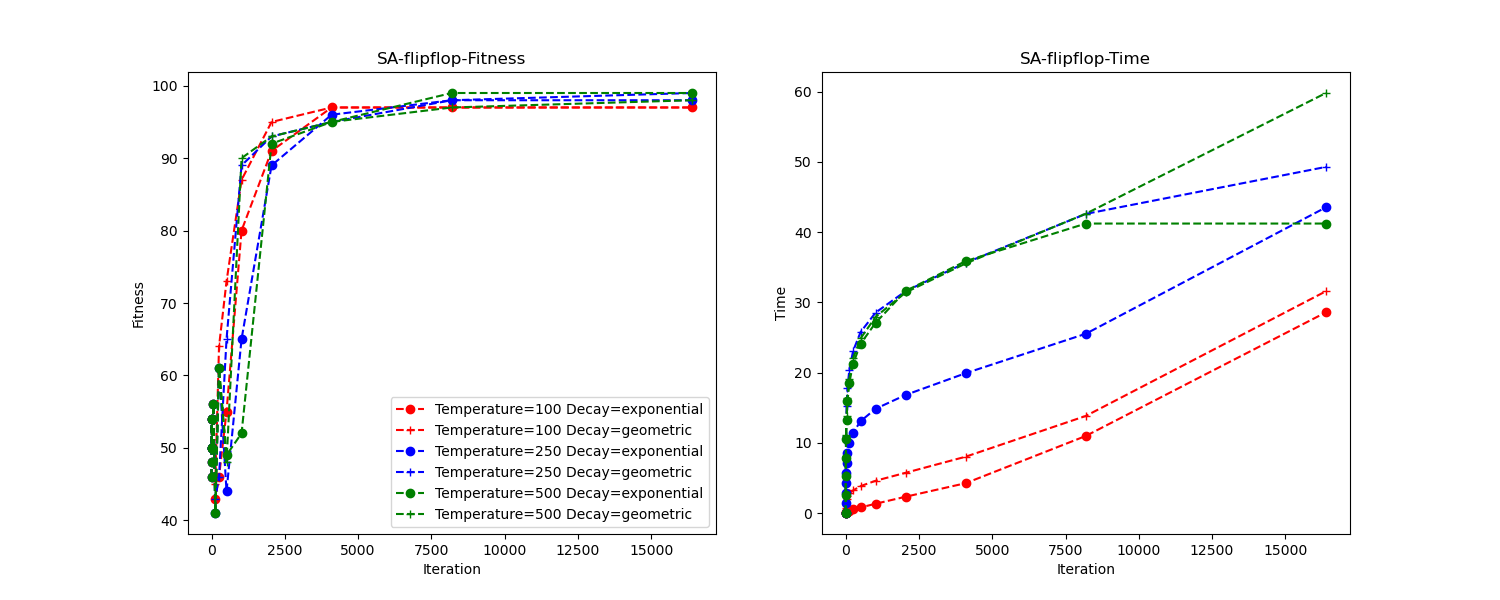 SA-flipflop-Fitness
100
90
80
70
60
50
40
Fitness
0 2500 5000 7500 10000 12500 15000
Iteration
Temperature=100 Decay=exponential
Temperature=100 Decay=geometric
Temperature=250 Decay=exponential
Temperature=250 Decay=geometric
Temperature=500 Decay=exponential
Temperature=500 Decay=geometric
SA-flipflop-Time
60
50
40
30
20
10
0
Time
0 2500 5000 7500 10000 12500 15000
Iteration